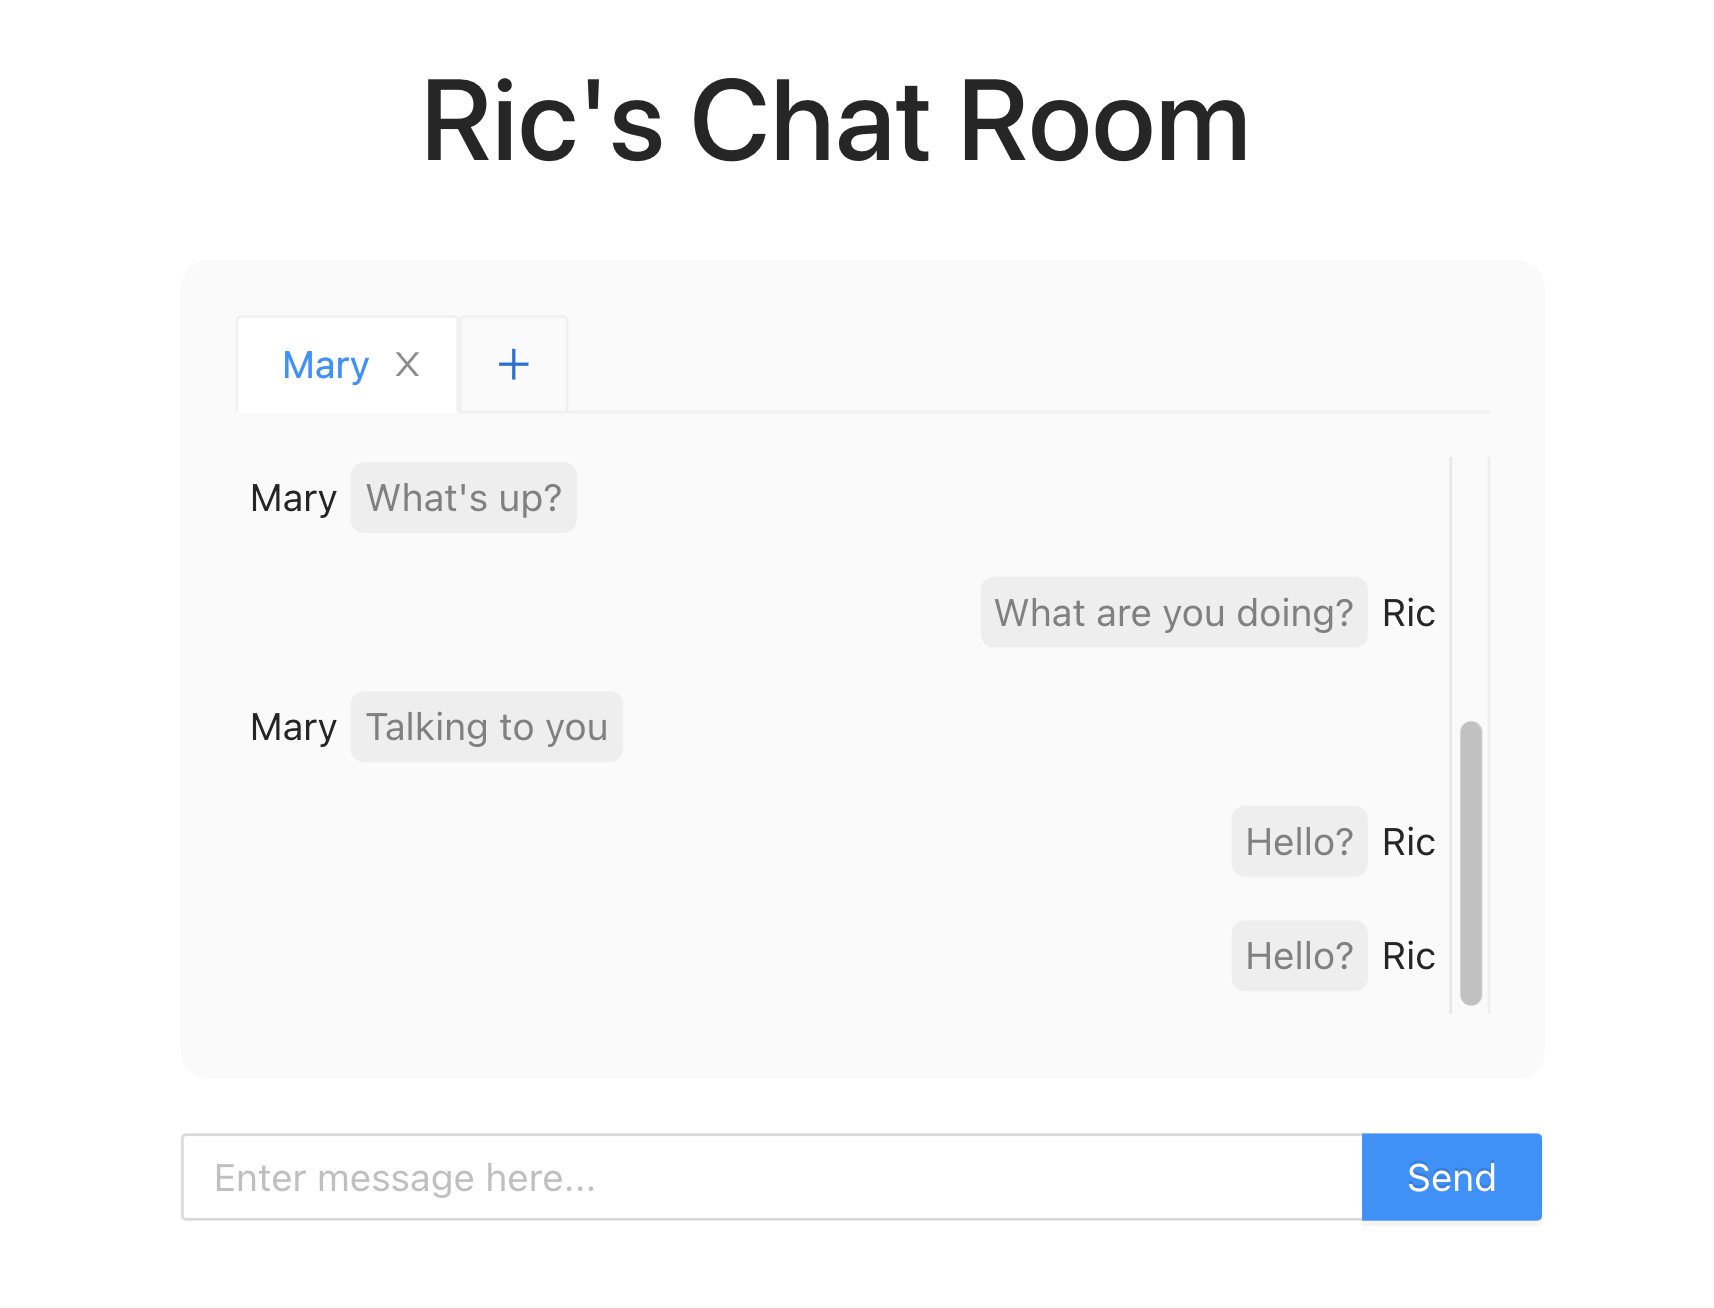 Ric's Chat Room
Mary
Mary What's up?
What are you doing? Ric
Mary Talking to you
Hello? Ric
Hello? Ric
Enter message here... Send